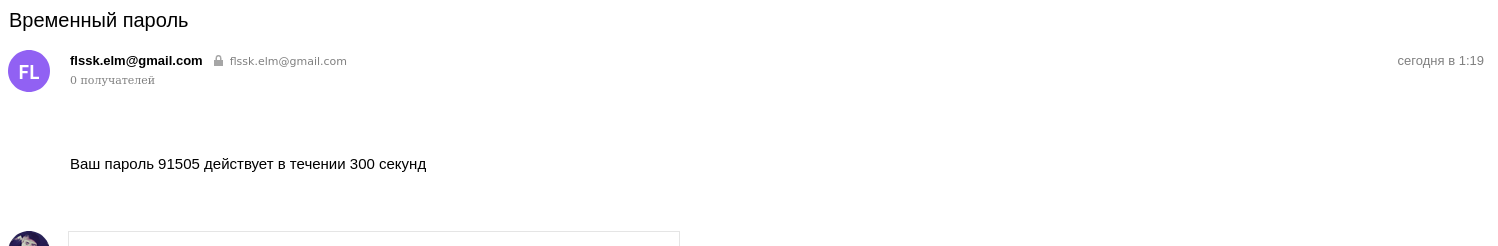 Временный пароль
FL
flssk.elm@gmail.com flssk.elm@gmail.com
сегодня в 1:19
0 получателей
Ваш пароль 91505 действует в течении 300 секунд